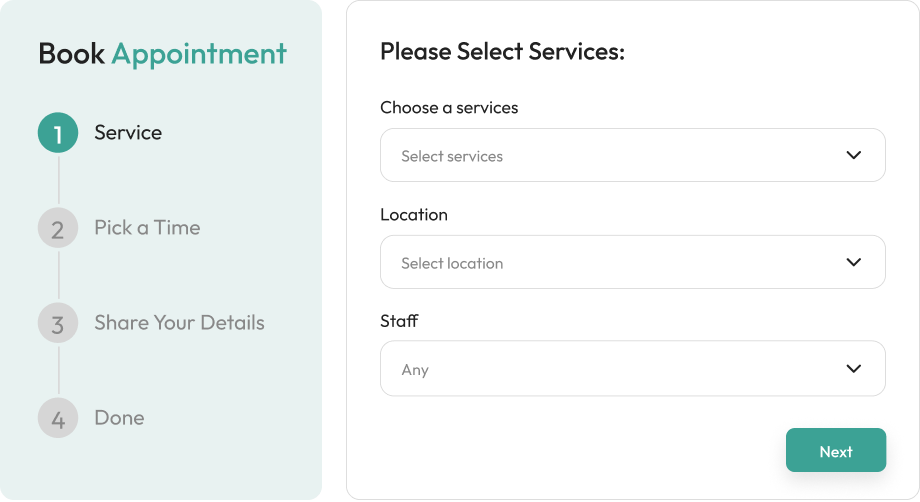 Book Appointment
1 Service
2 Pick a Time
3 Share Your Details
4 Done
Please Select Services:
Choose a services
Select services
Location
Select location
Staff
Any
Next